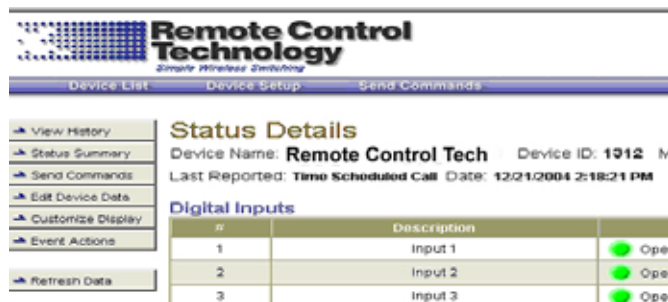 Remote Control
Technology
Simple Wireless Switching
Device List Device Setup Send Commands
View History
Status Summary
Send Commands
Edit Device Data
Customize Display
Event Actions
Refresh Data
Status Details
Device Name: Remote Control Tech Device ID: 1312 M
Last Reported: Time Scheduled Call Date: 12/21/2004 2:18:21 PM
Digital Inputs
# Description
1 Input 1 Ope
2 Input 2 Ope
3 Input 3 Ope